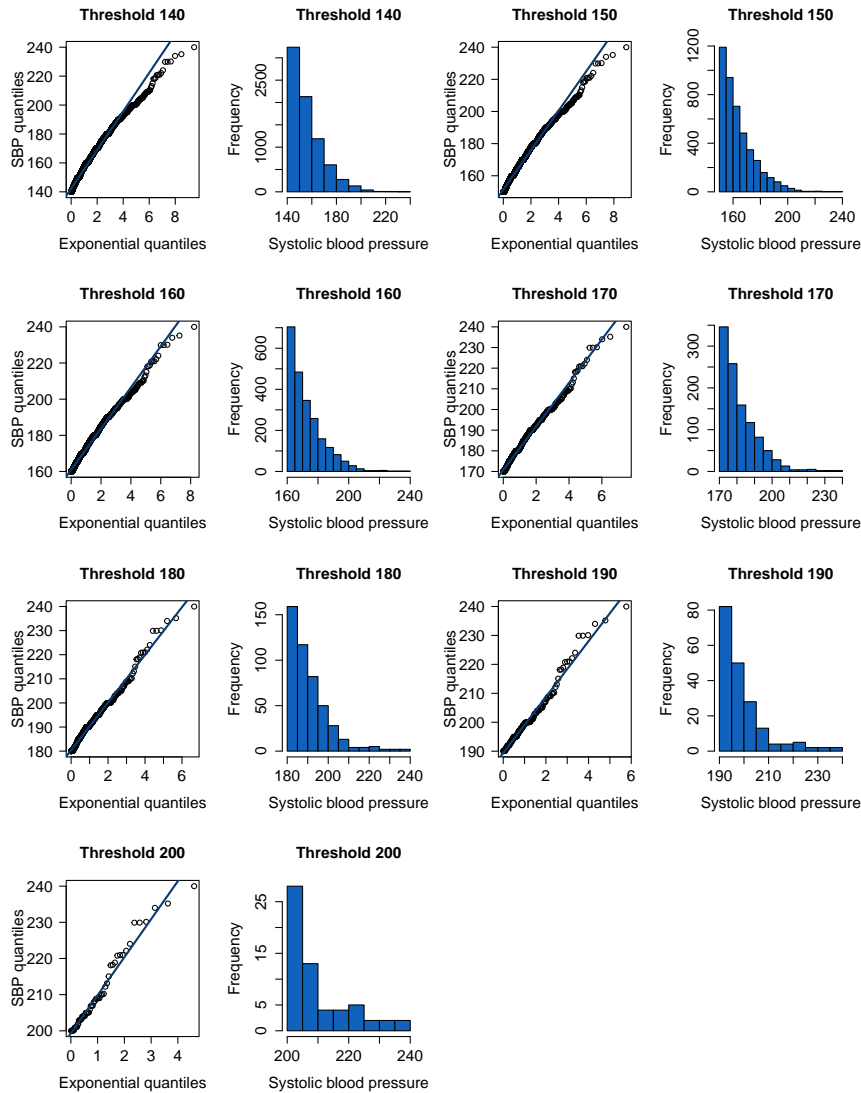 Threshold 140
SBP quantiles
240
220
200
180
160
140
0 2 4 6 8
Exponential quantiles
Threshold 140
Frequency
0 1000 2500
140 180 220
Systolic blood pressure
Threshold 150
SBP quantiles
240
220
200
180
160
0 2 4 6 8
Exponential quantiles
Threshold 150
Frequency
0 400 800 1200
160 200 240
Systolic blood pressure
Threshold 160
SBP quantiles
240
220
200
180
160
0 2 4 6 8
Exponential quantiles
Threshold 160
Frequency
0 200 400 600
160 200 240
Systolic blood pressure
Threshold 170
SBP quantiles
240
230
220
210
200
190
180
170
0 2 4 6
Exponential quantiles
Threshold 170
Frequency
0 100 200 300
170 200 230
Systolic blood pressure
Threshold 180
SBP quantiles
240
230
220
210
200
190
180
0 2 4 6
Exponential quantiles
Threshold 180
Frequency
0 50 100 150
180 200 220 240
Systolic blood pressure
Threshold 190
SBP quantiles
240
230
220
210
200
190
0 2 4 6
Exponential quantiles
Threshold 190
Frequency
0 20 40 60 80
190 210 230
Systolic blood pressure
Threshold 200
SBP quantiles
240
230
220
210
200
0 1 2 3 4
Exponential quantiles
Threshold 200
Frequency
0 5 15 25
200 220 240
Systolic blood pressure